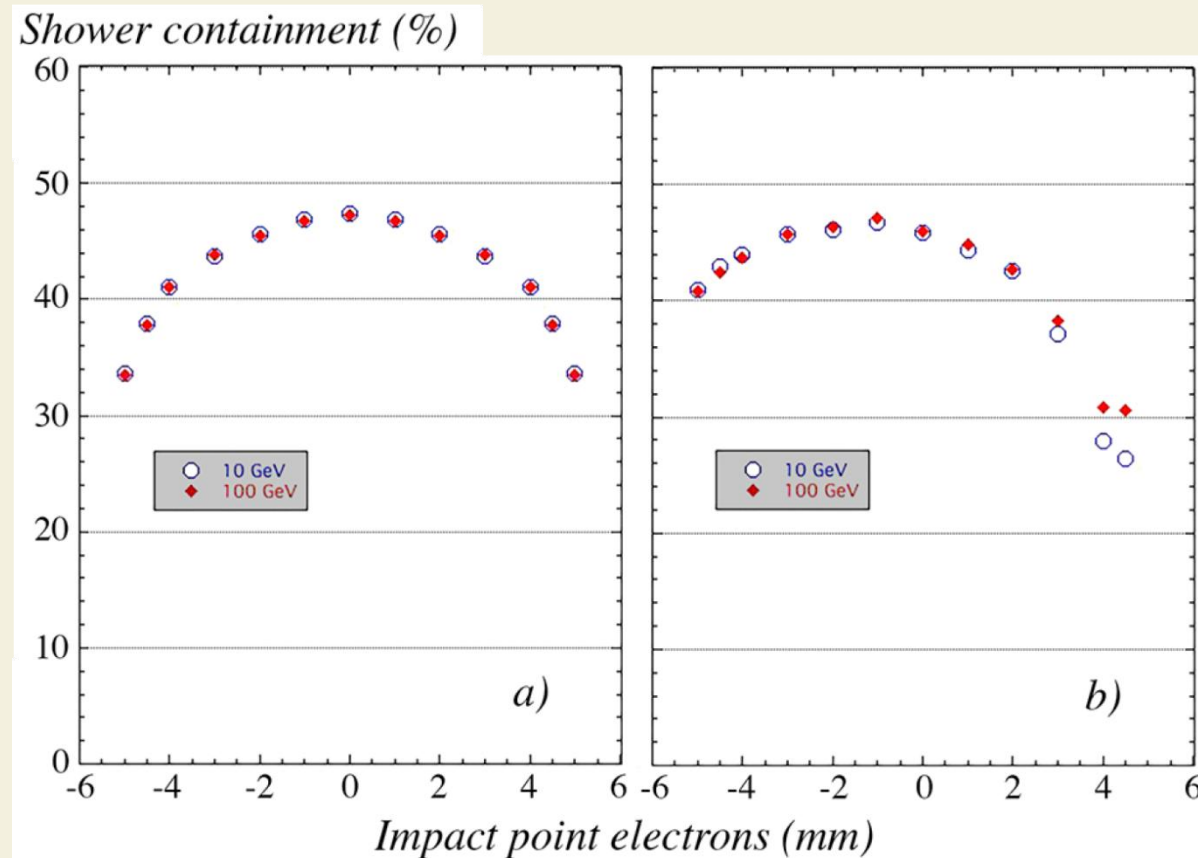 Shower containment (%)
60
50
40
30
20
10
0
10 GeV
100 GeV
a)
-6 -4 -2 0 2 4 6
10 GeV
100 GeV
b)
-6 -4 -2 0 2 4 6
Impact point electrons (mm)